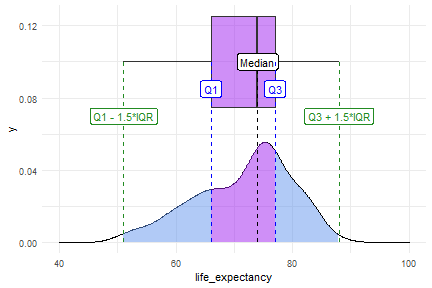 0.12
0.08
0.04
0.00
y
Median
Q1
Q3
Q1 - 1.5*IQR
Q3 + 1.5*IQR
40
60
80
100
life_expectancy